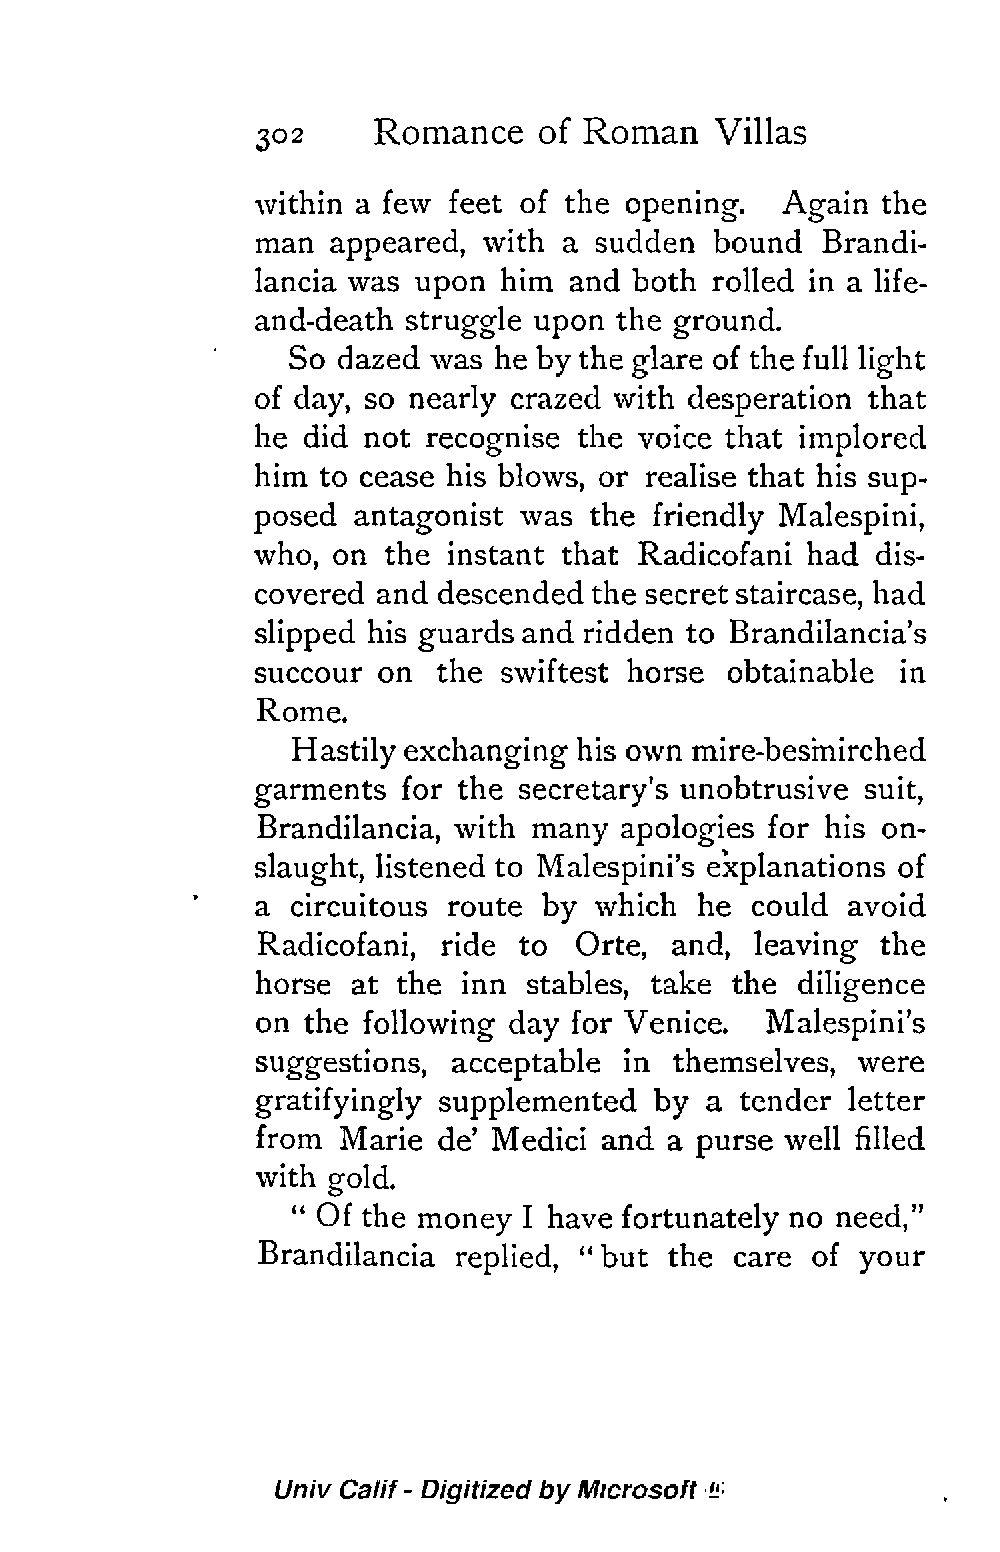 302 Romance of Roman Villas
within a few feet of the opening. Again the
man appeared, with a sudden bound Brandi-
lancia was upon him and both rolled in a life-
and-death struggle upon the ground.
So dazed was he by the glare of the full light
of day, so nearly crazed with desperation that
he did not recognise the voice that implored
him to cease his blows, or realise that his sup-
posed antagonist was the friendly Malespini,
who, on the instant that Radicofani had dis-
covered and descended the secret staircase, had
slipped his guards and ridden to Brandilancia's
succour on the swiftest horse obtainable in
Rome.
Hastily exchanging his own mire-besmirched
garments for the secretary's unobtrusive suit,
Brandilancia, with many apologies for his on-
slaught, listened to Malespini's explanations of
a circuitous route by which he could avoid
Radicofani, ride to Orte, and, leaving the
horse at the inn stables, take the diligence
on the following day for Venice. Malespini's
suggestions, acceptable in themselves, were
gratifyingly supplemented by a tender letter
from Marie de' Medici and a purse well filled
with gold.
" Of the money I have fortunately no need,"
Brandilancia replied, "but the care of your
Univ Calif - Digitized by Microsoft